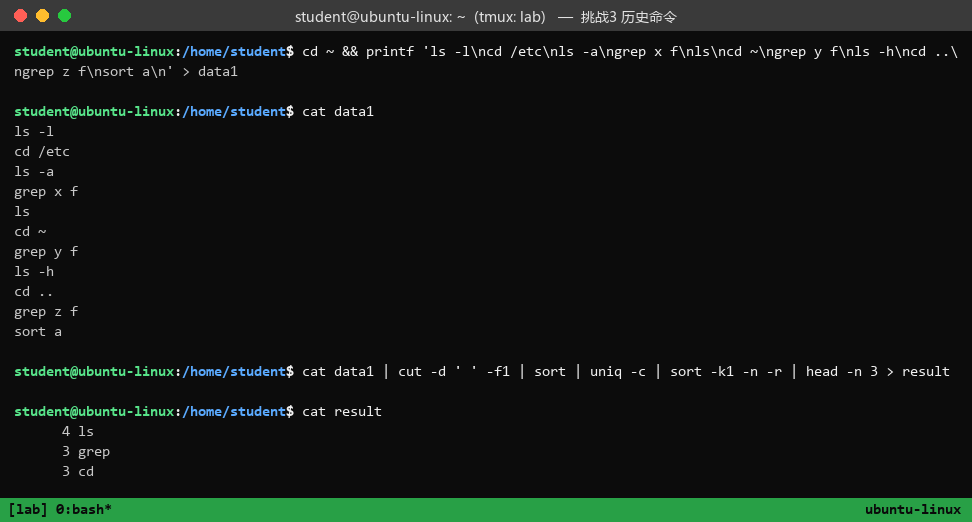 student@ubuntu-linux: ~（tmux: lab） — 挑战3 历史命令
student@ubuntu-linux:/home/student$ cd ~ && printf 'ls -l\ncd /etc\nls -a\ngrep x f\nls\ncd ~\ngrep y f\nls -h\ncd ..\
ngrep z f\nsort a\n' > data1
student@ubuntu-linux:/home/student$ cat data1
ls -l
cd /etc
ls -a
grep x f
ls
cd ~
grep y f
ls -h
cd ..
grep z f
sort a
student@ubuntu-linux:/home/student$ cat data1 | cut -d ' ' -f1 | sort | uniq -c | sort -k1 -n -r | head -n 3 > result
student@ubuntu-linux:/home/student$ cat result
      4 ls
      3 grep
      3 cd
[lab] 0:bash* ubuntu-linux